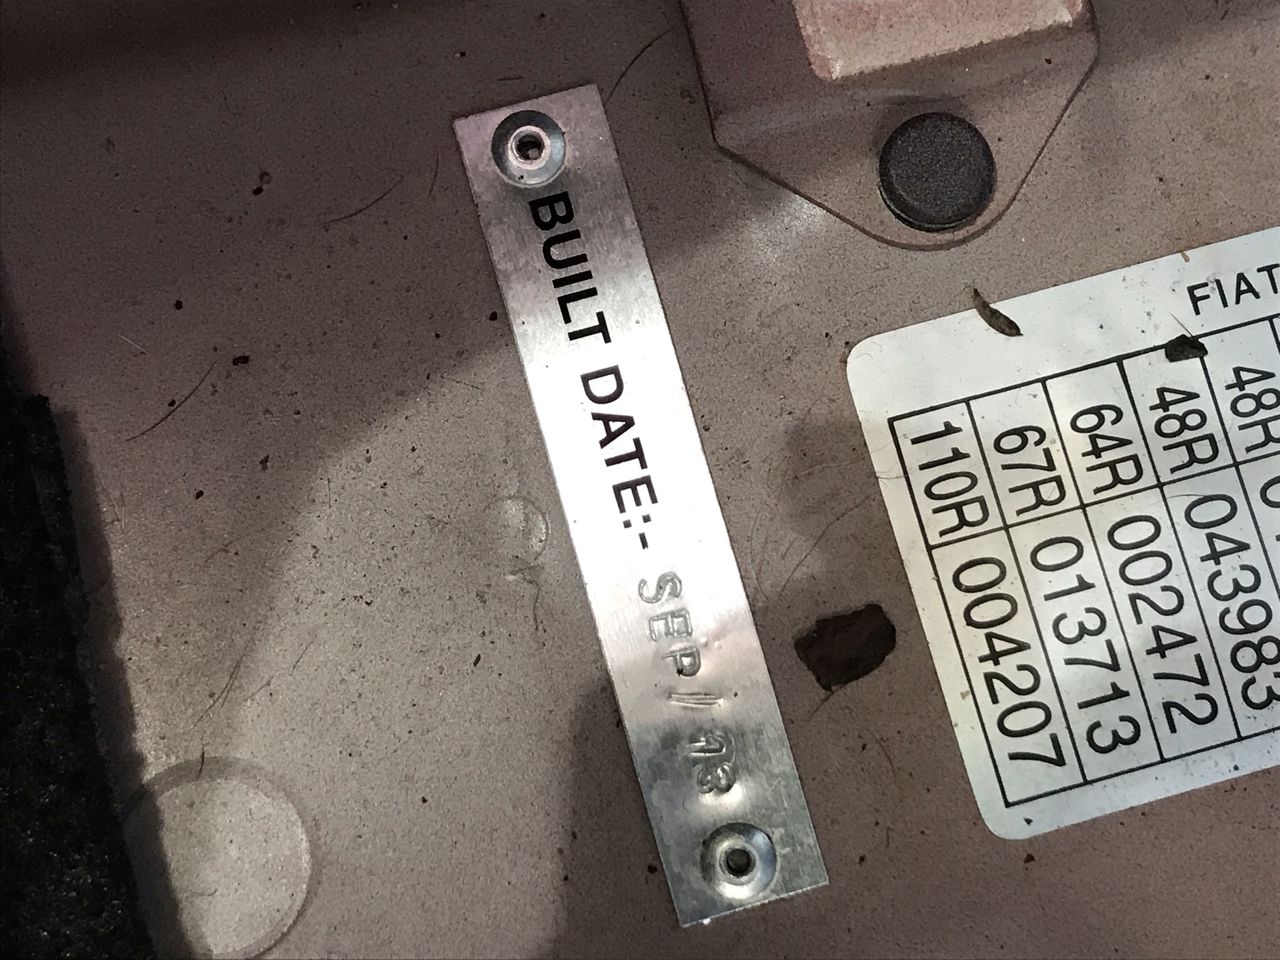 BUILT DATE:- SEP/13
FIAT
48R
48R 043983
64R 002472
67R 013713
110R 004207